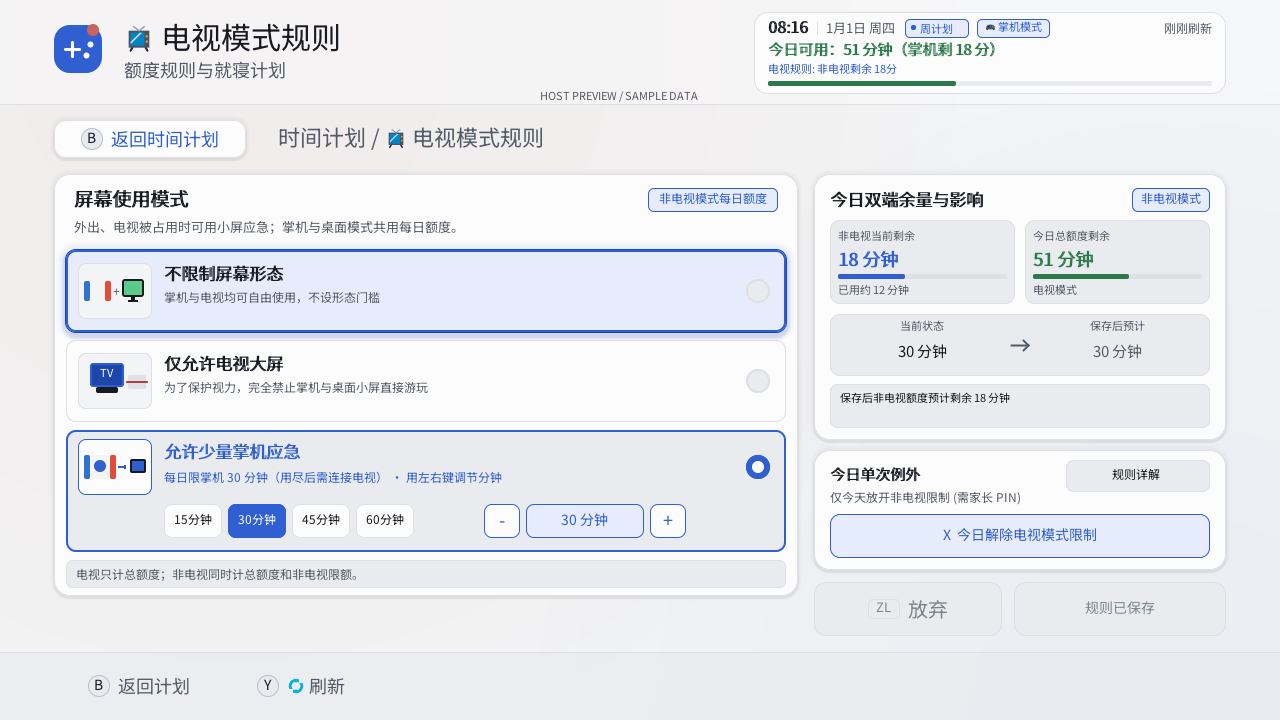 电视模式规则
额度规则与就寝计划
08:16 1月1日 周四 周计划 掌机模式 刚刚刷新
今日可用：51 分钟（掌机剩 18 分）
电视规则: 非电视剩余 18分
HOST PREVIEW / SAMPLE DATA
B 返回时间计划
时间计划 / 电视模式规则
屏幕使用模式
非电视模式每日额度
外出、电视被占用时可用小屏应急；掌机与桌面模式共用每日额度。
不限制屏幕形态
掌机与电视均可自由使用，不设形态门槛
TV
仅允许电视大屏
为了保护视力，完全禁止掌机与桌面小屏直接游玩
允许少量掌机应急
每日限掌机 30 分钟（用尽后需连接电视） · 用左右键调节分钟
15分钟 30分钟 45分钟 60分钟 - 30 分钟 +
电视只计总额度；非电视同时计总额度和非电视限额。
今日双端余量与影响
非电视模式
非电视当前剩余
18 分钟
已用约 12 分钟
今日总额度剩余
51 分钟
电视模式
当前状态
30 分钟
→
保存后预计
30 分钟
保存后非电视额度预计剩余 18 分钟
今日单次例外
规则详解
仅今天放开非电视限制 (需家长 PIN)
X 今日解除电视模式限制
ZL 放弃
规则已保存
B 返回计划
Y 刷新